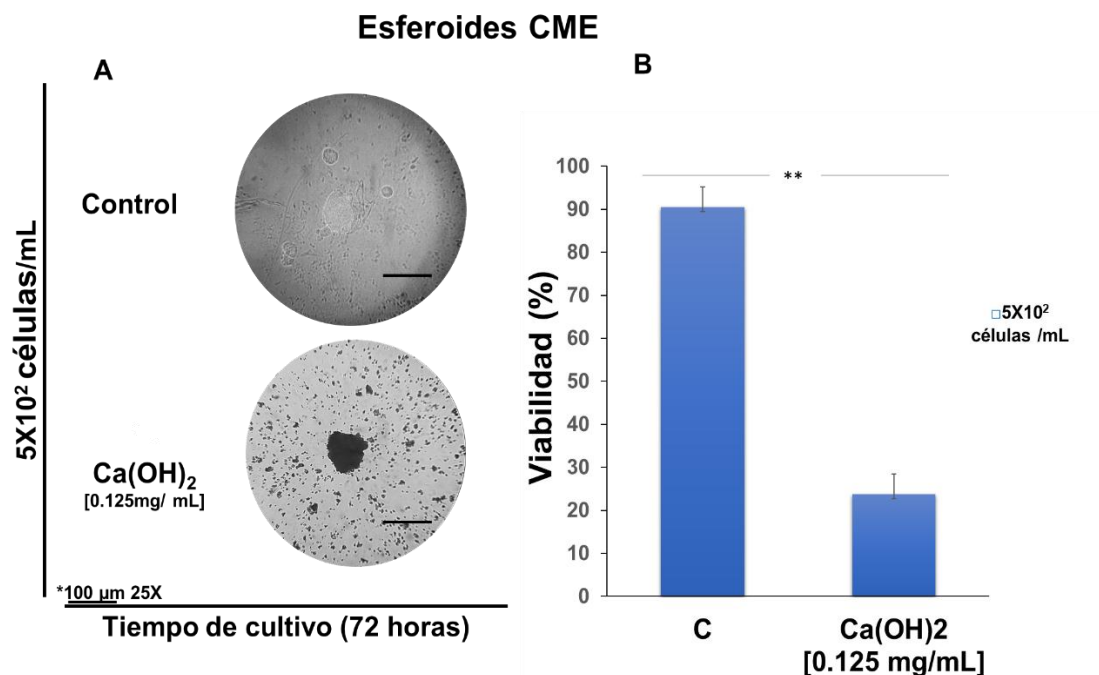 Esferoides CME
A
5X10² células/mL
Control
Ca(OH)₂
[0.125mg/ mL]
*100 µm 25X
Tiempo de cultivo (72 horas)
B
Viabilidad (%)
100
90
80
70
60
50
40
30
20
10
0
**
C
Ca(OH)2
[0.125 mg/mL]
5X10²
células /mL